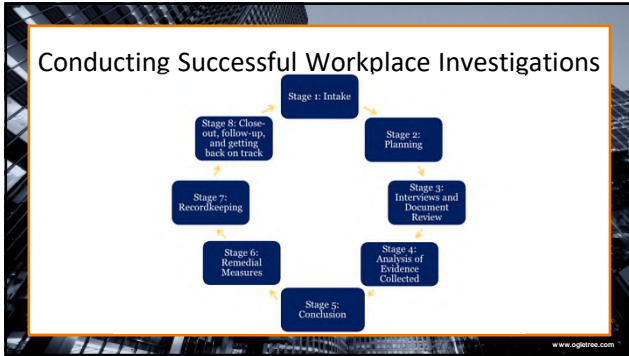 Conducting Successful Workplace Investigations
Stage 1: Intake
Stage 2:
Planning
Stage 3:
Interviews and
Document
Review
Stage 4:
Analysis of
Evidence
Collected
Stage 5:
Conclusion
Stage 6:
Remedial
Measures
Stage 7:
Recordkeeping
Stage 8: Close-
out, follow-up,
and getting
back on track
www.ogletree.com